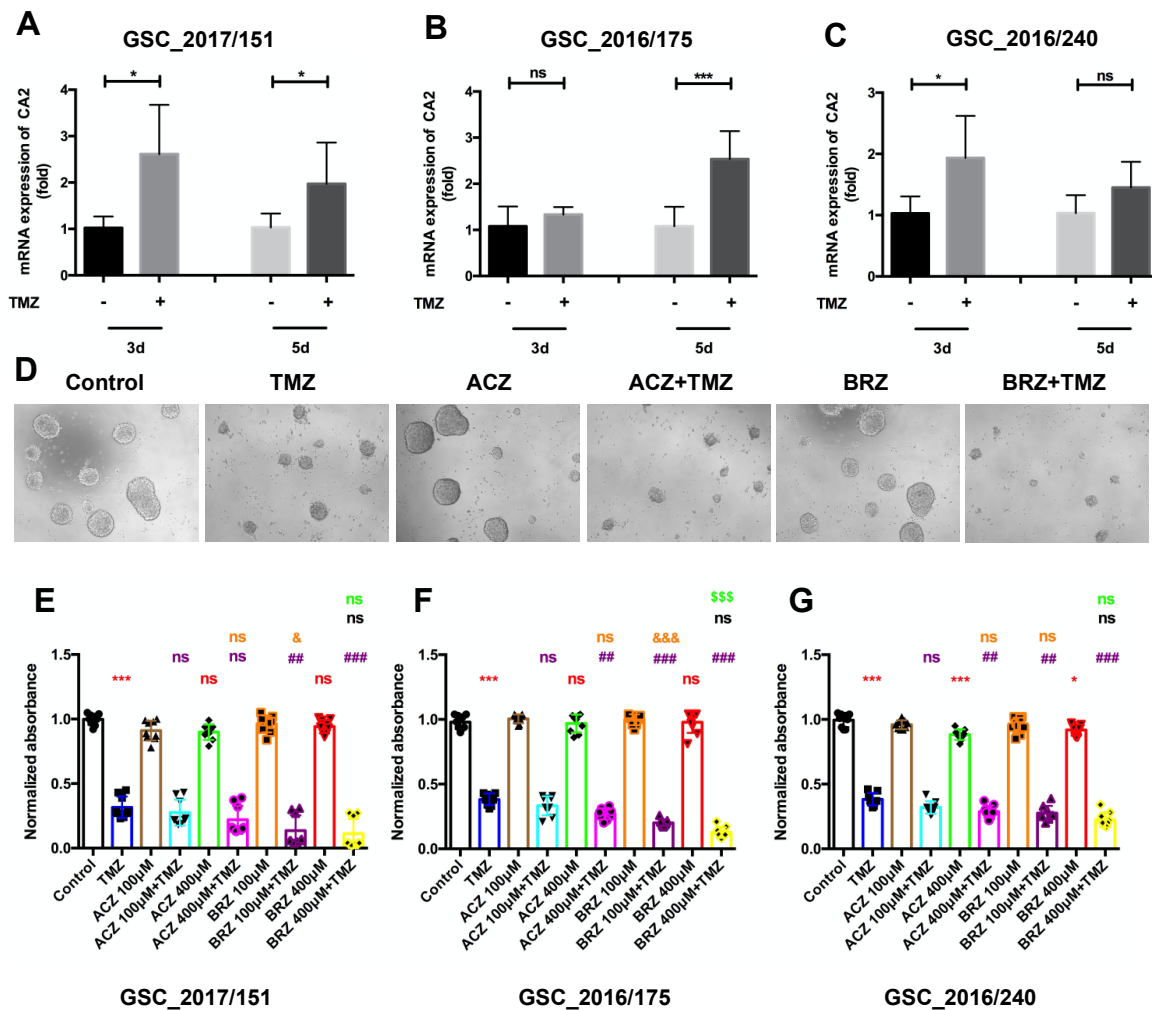 A
GSC_2017/151
mRNA expression of CA2
(fold)
4
3
2
1
0
*
*
TMZ
-
+
-
+
3d
5d
B
GSC_2016/175
mRNA expression of CA2
(fold)
4
3
2
1
0
ns
***
TMZ
-
+
-
+
3d
5d
C
GSC_2016/240
mRNA expression of CA2
(fold)
3
2
1
0
*
ns
TMZ
-
+
-
+
3d
5d
D
Control
TMZ
ACZ
ACZ+TMZ
BRZ
BRZ+TMZ
E
ns
ns
ns
&
ns
ns
##
###
***
ns
ns
Normalized absorbance
1.5
1.0
0.5
0.0
Control
TMZ
ACZ 100µM
ACZ 100µM+TMZ
ACZ 400µM
ACZ 400µM+TMZ
BRZ 100µM
BRZ 100µM+TMZ
BRZ 400µM
BRZ 400µM+TMZ
GSC_2017/151
F
$$$
ns
ns
&&&
ns
##
###
###
***
ns
ns
Normalized absorbance
1.5
1.0
0.5
0.0
Control
TMZ
ACZ 100µM
ACZ 100µM+TMZ
ACZ 400µM
ACZ 400µM+TMZ
BRZ 100µM
BRZ 100µM+TMZ
BRZ 400µM
BRZ 400µM+TMZ
GSC_2016/175
G
ns
ns
ns
ns
ns
##
##
###
***
***
*
Normalized absorbance
1.5
1.0
0.5
0.0
Control
TMZ
ACZ 100µM
ACZ 100µM+TMZ
ACZ 400µM
ACZ 400µM+TMZ
BRZ 100µM
BRZ 100µM+TMZ
BRZ 400µM
BRZ 400µM+TMZ
GSC_2016/240